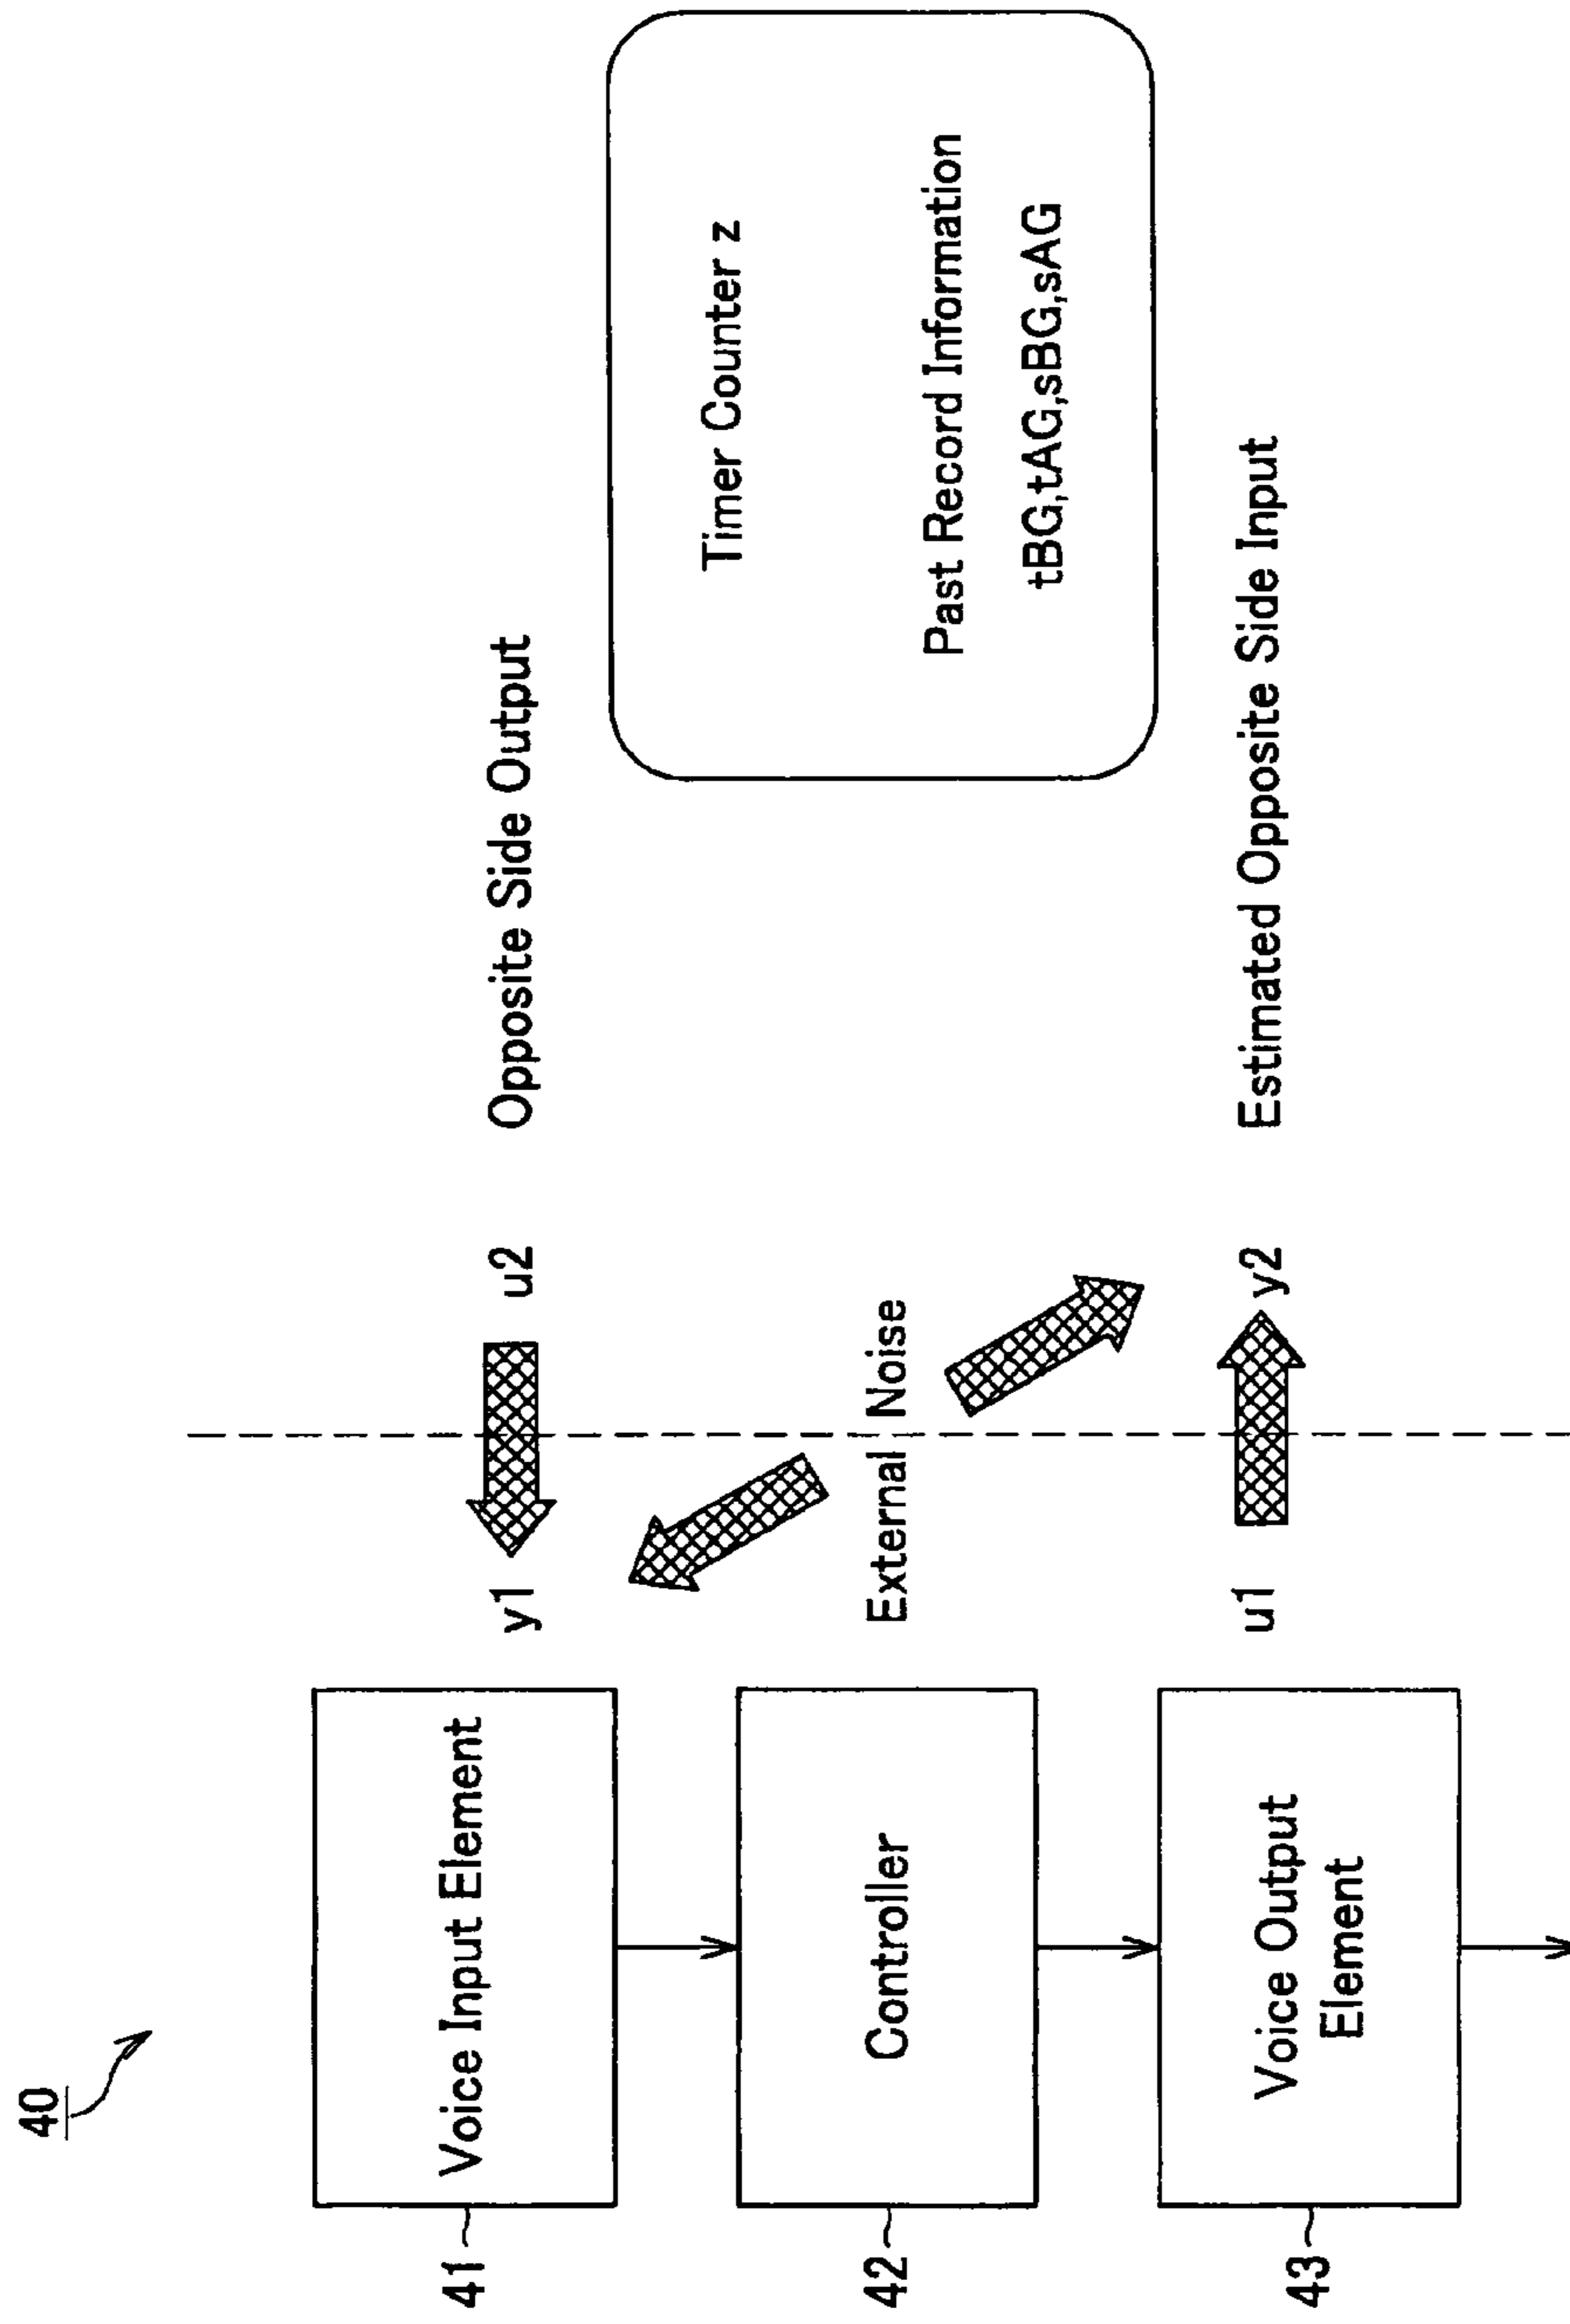 40
41
Voice Input Element
y1
u2
Opposite Side Output
42
Controller
External Noise
Timer Counter z
Past Record Information
tBG,tAG,sBG,sAG
43
Voice Output
Element
u1
y2
Estimated Opposite Side Input